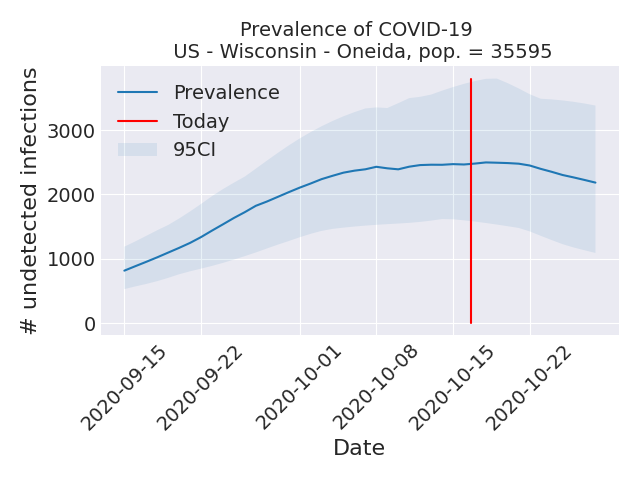 Prevalence of COVID-19
US - Wisconsin - Oneida, pop. = 35595
# undetected infections
3000
2000
1000
0
Prevalence
Today
95CI
2020-09-15
2020-09-22
2020-10-01
2020-10-08
2020-10-15
2020-10-22
Date